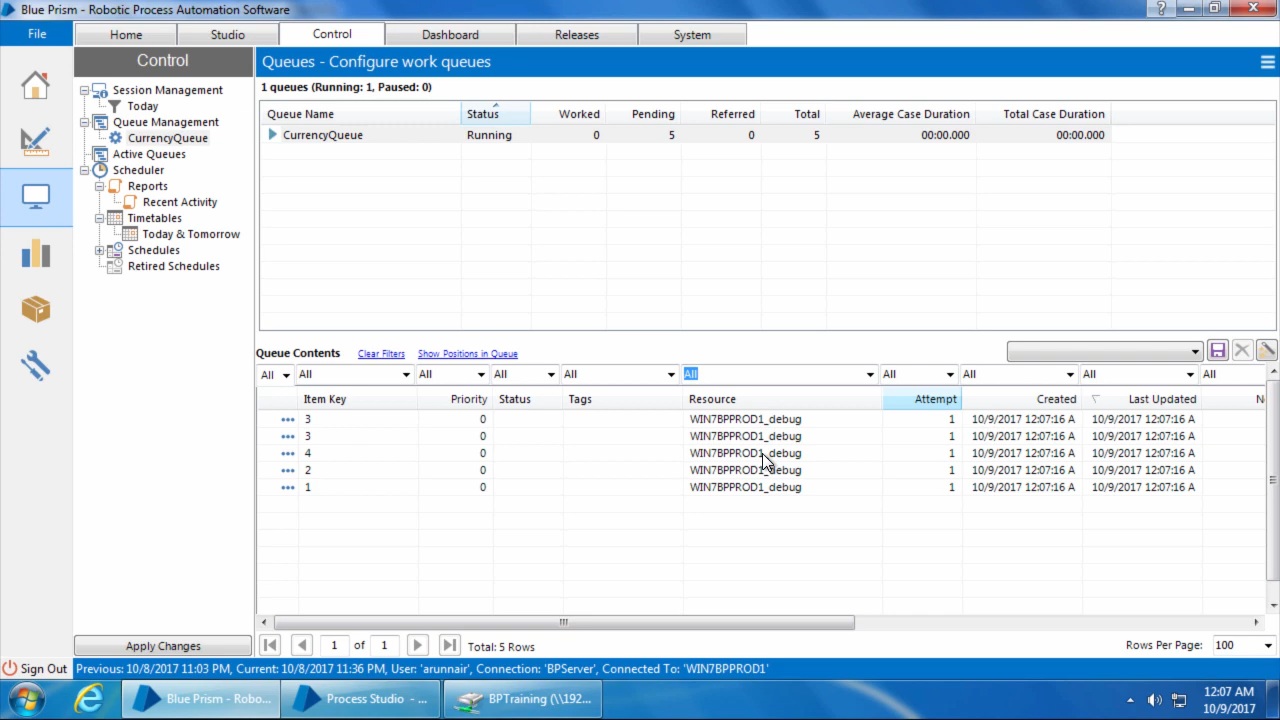 Blue Prism - Robotic Process Automation Software
File
Home
Studio
Control
Dashboard
Releases
System
Control
Session Management
Today
Queue Management
CurrencyQueue
Active Queues
Scheduler
Reports
Recent Activity
Timetables
Today & Tomorrow
Schedules
Retired Schedules
Apply Changes
Queues - Configure work queues
1 queues (Running: 1, Paused: 0)
Queue Name Status Worked Pending Referred Total Average Case Duration Total Case Duration
CurrencyQueue Running 0 5 0 5 00:00.000 00:00.000
Queue Contents Clear Filters Show Positions in Queue
All All All All All All All All All All
Item Key Priority Status Tags Resource Attempt Created Last Updated N
3 0 WIN7BPPROD1_debug 1 10/9/2017 12:07:16 A 10/9/2017 12:07:16 A
3 0 WIN7BPPROD1_debug 1 10/9/2017 12:07:16 A 10/9/2017 12:07:16 A
4 0 WIN7BPPROD1_debug 1 10/9/2017 12:07:16 A 10/9/2017 12:07:16 A
2 0 WIN7BPPROD1_debug 1 10/9/2017 12:07:16 A 10/9/2017 12:07:16 A
1 0 WIN7BPPROD1_debug 1 10/9/2017 12:07:16 A 10/9/2017 12:07:16 A
1 of 1 Total: 5 Rows Rows Per Page: 100
Sign Out Previous: 10/8/2017 11:03 PM, Current: 10/8/2017 11:36 PM, User: 'arunnair', Connection: 'BPServer', Connected To: 'WIN7BPPROD1'
Blue Prism - Robo... Process Studio - ... BPTraining (\\192...
12:07 AM
10/9/2017